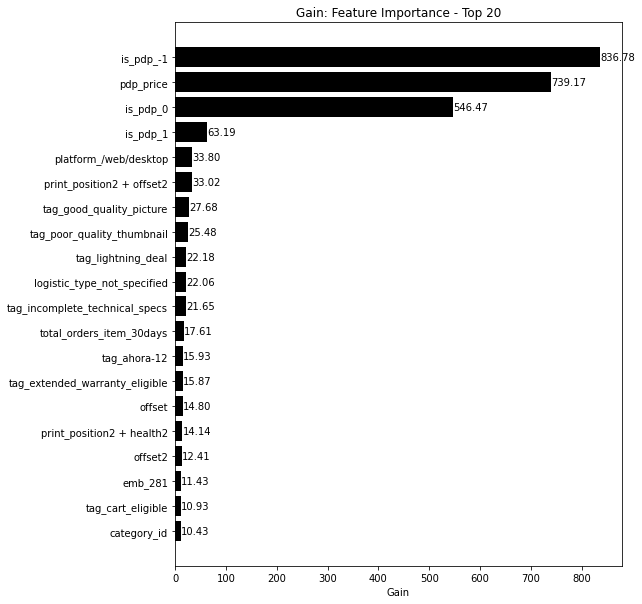 Gain: Feature Importance - Top 20
is_pdp_-1 836.78
pdp_price 739.17
is_pdp_0 546.47
is_pdp_1 63.19
platform_/web/desktop 33.80
print_position2 + offset2 33.02
tag_good_quality_picture 27.68
tag_poor_quality_thumbnail 25.48
tag_lightning_deal 22.18
logistic_type_not_specified 22.06
tag_incomplete_technical_specs 21.65
total_orders_item_30days 17.61
tag_ahora-12 15.93
tag_extended_warranty_eligible 15.87
offset 14.80
print_position2 + health2 14.14
offset2 12.41
emb_281 11.43
tag_cart_eligible 10.93
category_id 10.43
0 100 200 300 400 500 600 700 800
Gain